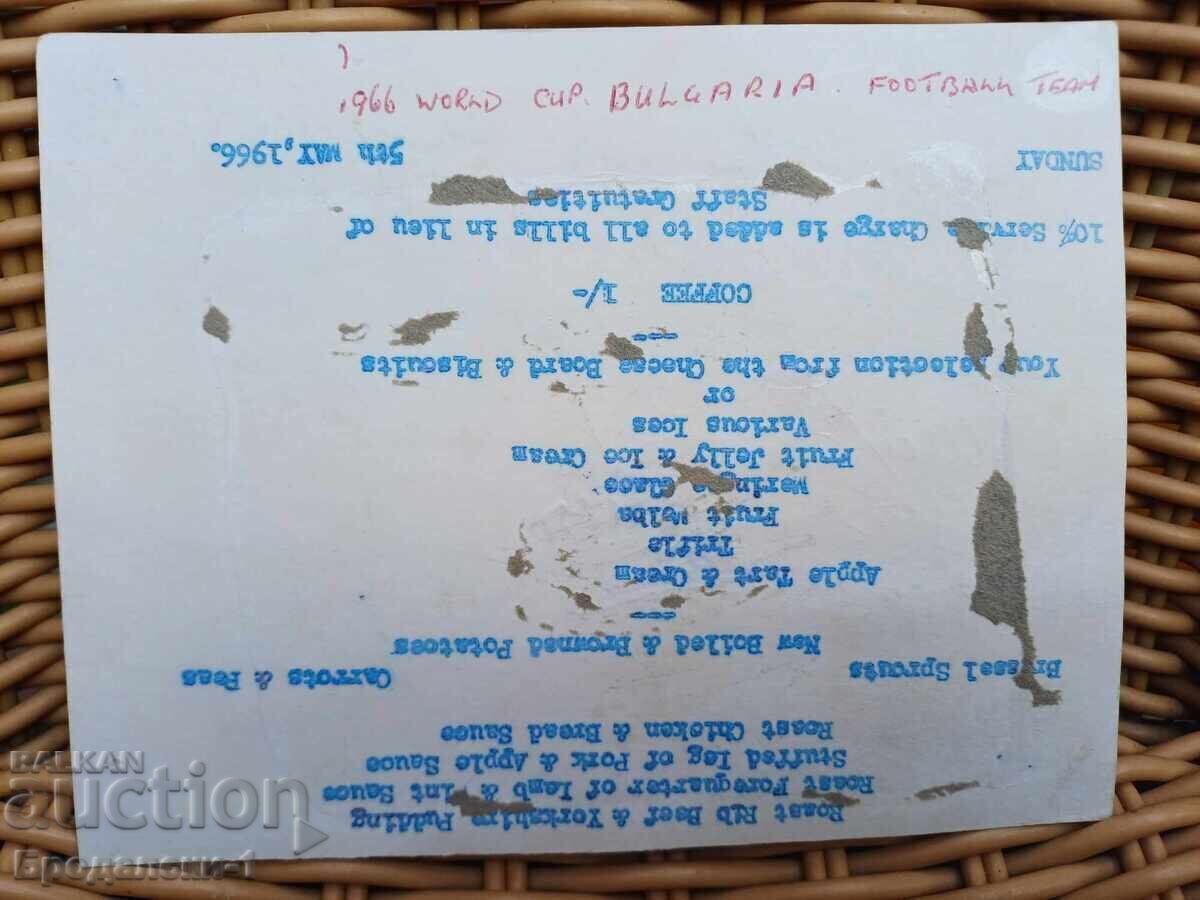 1966 WORLD CUP. BULGARIA. FOOTBALL TEAM
Roast Rib Beef & Yorkshire Pudding
Roast Forequarter of Lamb & Mint Sauce
Stuffed Leg of Pork & Apple Sauce
Roast Chicken & Bread Sauce
Brussel Sprouts Carrots & Peas
New Boiled & Browned Potatoes
---
Apple Tart & Cream
Trifle
Fruit Melba
Meringue Glace
Fruit Jelly & Ice Cream
Various Ices
or
Your Selection from the Cheese Board & Biscuits
---
COFFEE 1/-
10% Service Charge is added to all bills in lieu of
Staff Gratuities
SUNDAY 5th MAY,1966.
BALKAN
auction
Бродалски-1